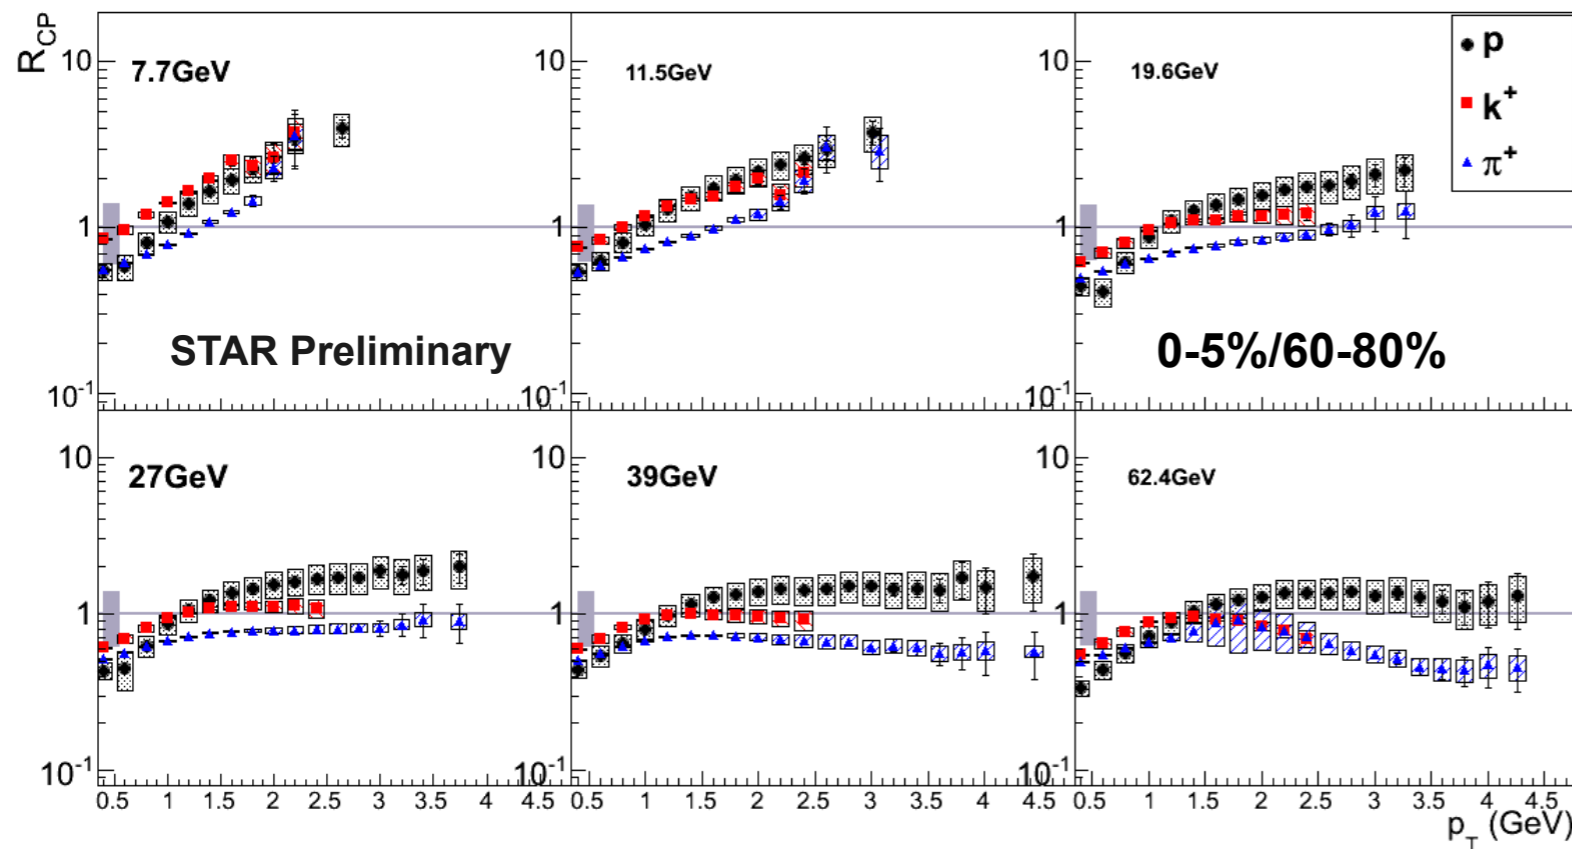 R_CP
10
7.7GeV
1
10^-1
STAR Preliminary
10
11.5GeV
1
10^-1
10
19.6GeV
1
10^-1
0-5%/60-80%
p
k^+
π^+
10
27GeV
1
10^-1
0.5 1 1.5 2 2.5 3 3.5 4 4.5
10
39GeV
1
10^-1
0.5 1 1.5 2 2.5 3 3.5 4 4.5
10
62.4GeV
1
10^-1
0.5 1 1.5 2 2.5 3 3.5 4 4.5
p_T (GeV)